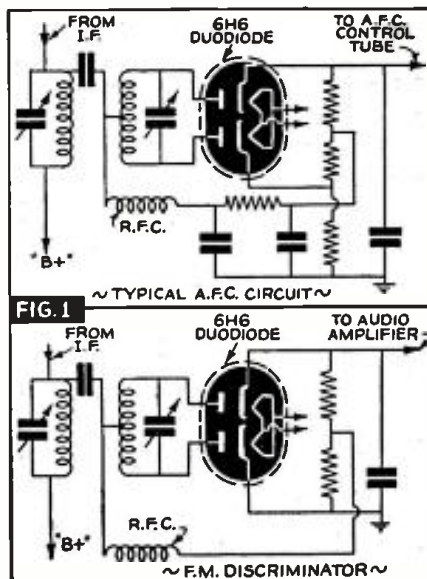 FROM
I.F.
6H6
DUODIODE
TO A.F.C.
CONTROL
TUBE
R.F.C.
"B+"
~ TYPICAL A.F.C. CIRCUIT ~
FIG.1
FROM
I.F.
6H6
DUODIODE
TO AUDIO
AMPLIFIER
R.F.C.
"B+"
~ F.M. DISCRIMINATOR ~